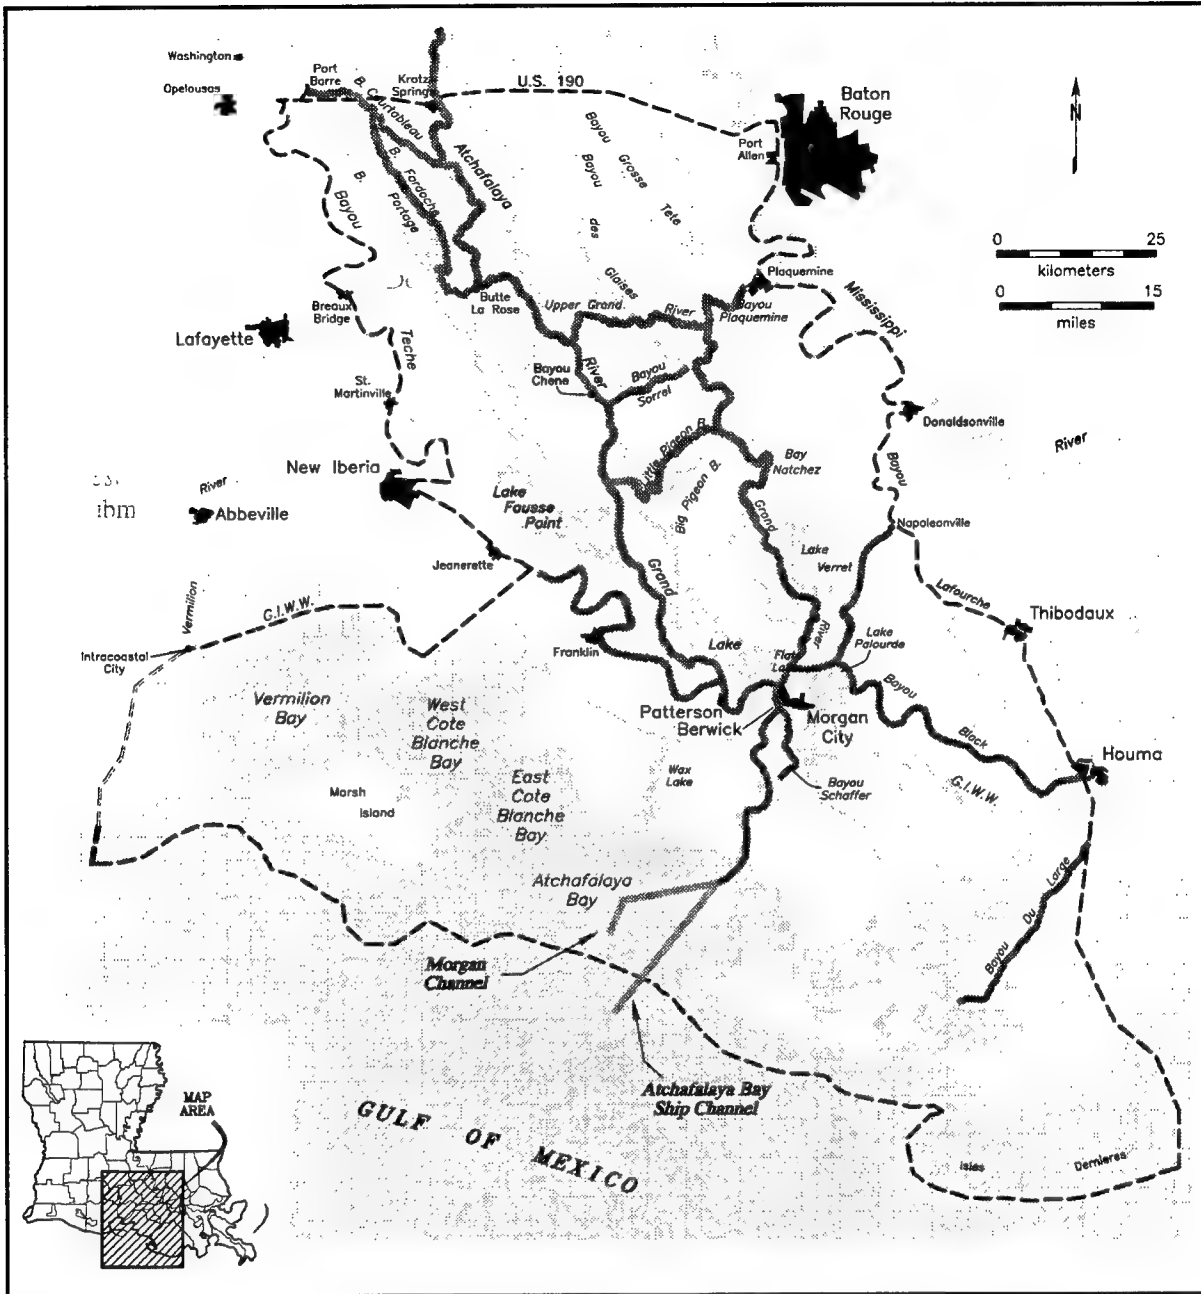 Washington
Opelousas
Port
Barre
Krotz
Spring
U.S. 190
B. Courtableau
Atchafalaya
Baton
Rouge
Port
Allen
N
Bayou Grosse Tete
Bayou des Glaises
B. Fordoche
B. Portage
Bayou
Teche
0 25
kilometers
0 15
miles
Plaquemine
Mississippi
Butte
La Rose
Upper Grand River
Bayou
Plaquemine
Breaux
Bridge
Lafayette
St.
Martinville
Bayou
Chene
River
Bayou
Sorrel
Donaldsonville
River
Bayou
Little Pigeon B.
Big Pigeon B.
Bay
Natchez
New Iberia
River
ibm
Abbeville
Lake
Fausse
Point
Grand
Napoleonville
Jeanerette
Grand
Lake
Verret
Lafourche
Thibodaux
Vermilion
G.I.W.W.
Intracoastal
City
Franklin
Lake
River
Lake
Palourde
Bayou
Black
Vermilion
Bay
West
Cote
Blanche
Bay
Patterson
Berwick
Morgan
City
Houma
G.I.W.W.
Wax
Lake
Bayou
Schaffer
Marsh
Island
East
Cote
Blanche
Bay
Atchafalaya
Bay
Bayou Du Large
Morgan
Channel
Atchafalaya Bay
Ship Channel
MAP
AREA
GULF OF MEXICO
Isles Dernieres